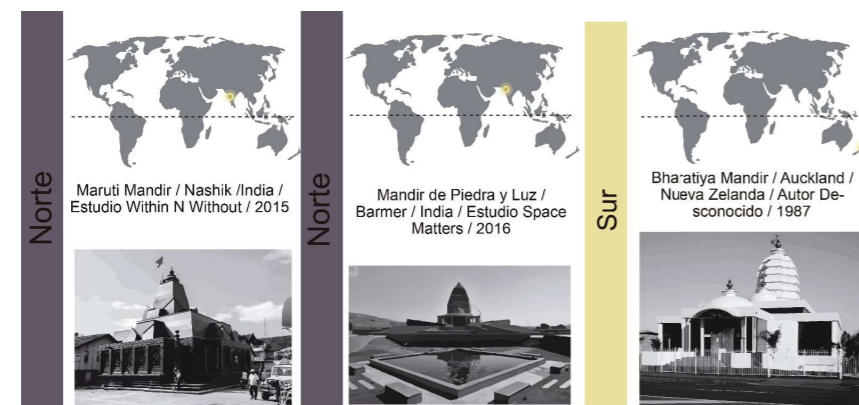 Norte
Maruti Mandir / Nashik /India /
Estudio Within N Without / 2015
Norte
Mandir de Piedra y Luz /
Barmer / India / Estudio Space
Matters / 2016
Sur
Bharatiya Mandir / Auckland /
Nueva Zelanda / Autor De-
sconocido / 1987